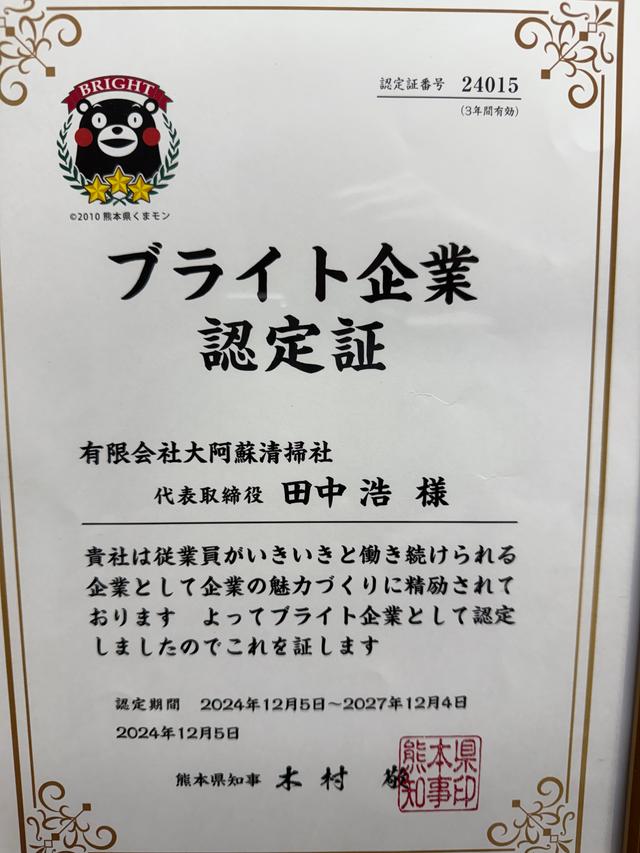 認定証番号 24015
(3年間有効)
BRIGHT
©2010 熊本県くまモン
ブライト企業
認定証
有限会社大阿蘇清掃社
代表取締役 田中 浩 様
貴社は従業員がいきいきと働き続けられる
企業として企業の魅力づくりに精励されて
おります よってブライト企業として認定
しましたのでこれを証します
認定期間 2024年12月5日～2027年12月4日
2024年12月5日
熊本県知事 木村 敬
熊本県
知事印